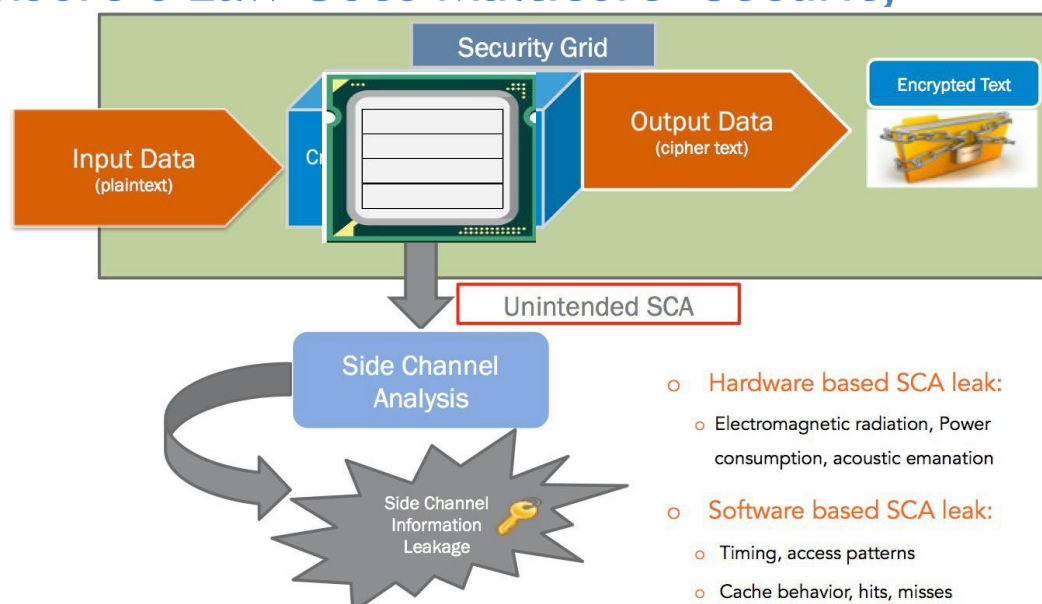 Security Grid
Encrypted Text
Input Data
(plaintext)
Output Data
(cipher text)
Unintended SCA
Side Channel
Analysis
Side Channel
Information
Leakage
o Hardware based SCA leak:
o Electromagnetic radiation, Power
consumption, acoustic emanation
o Software based SCA leak:
o Timing, access patterns
o Cache behavior, hits, misses